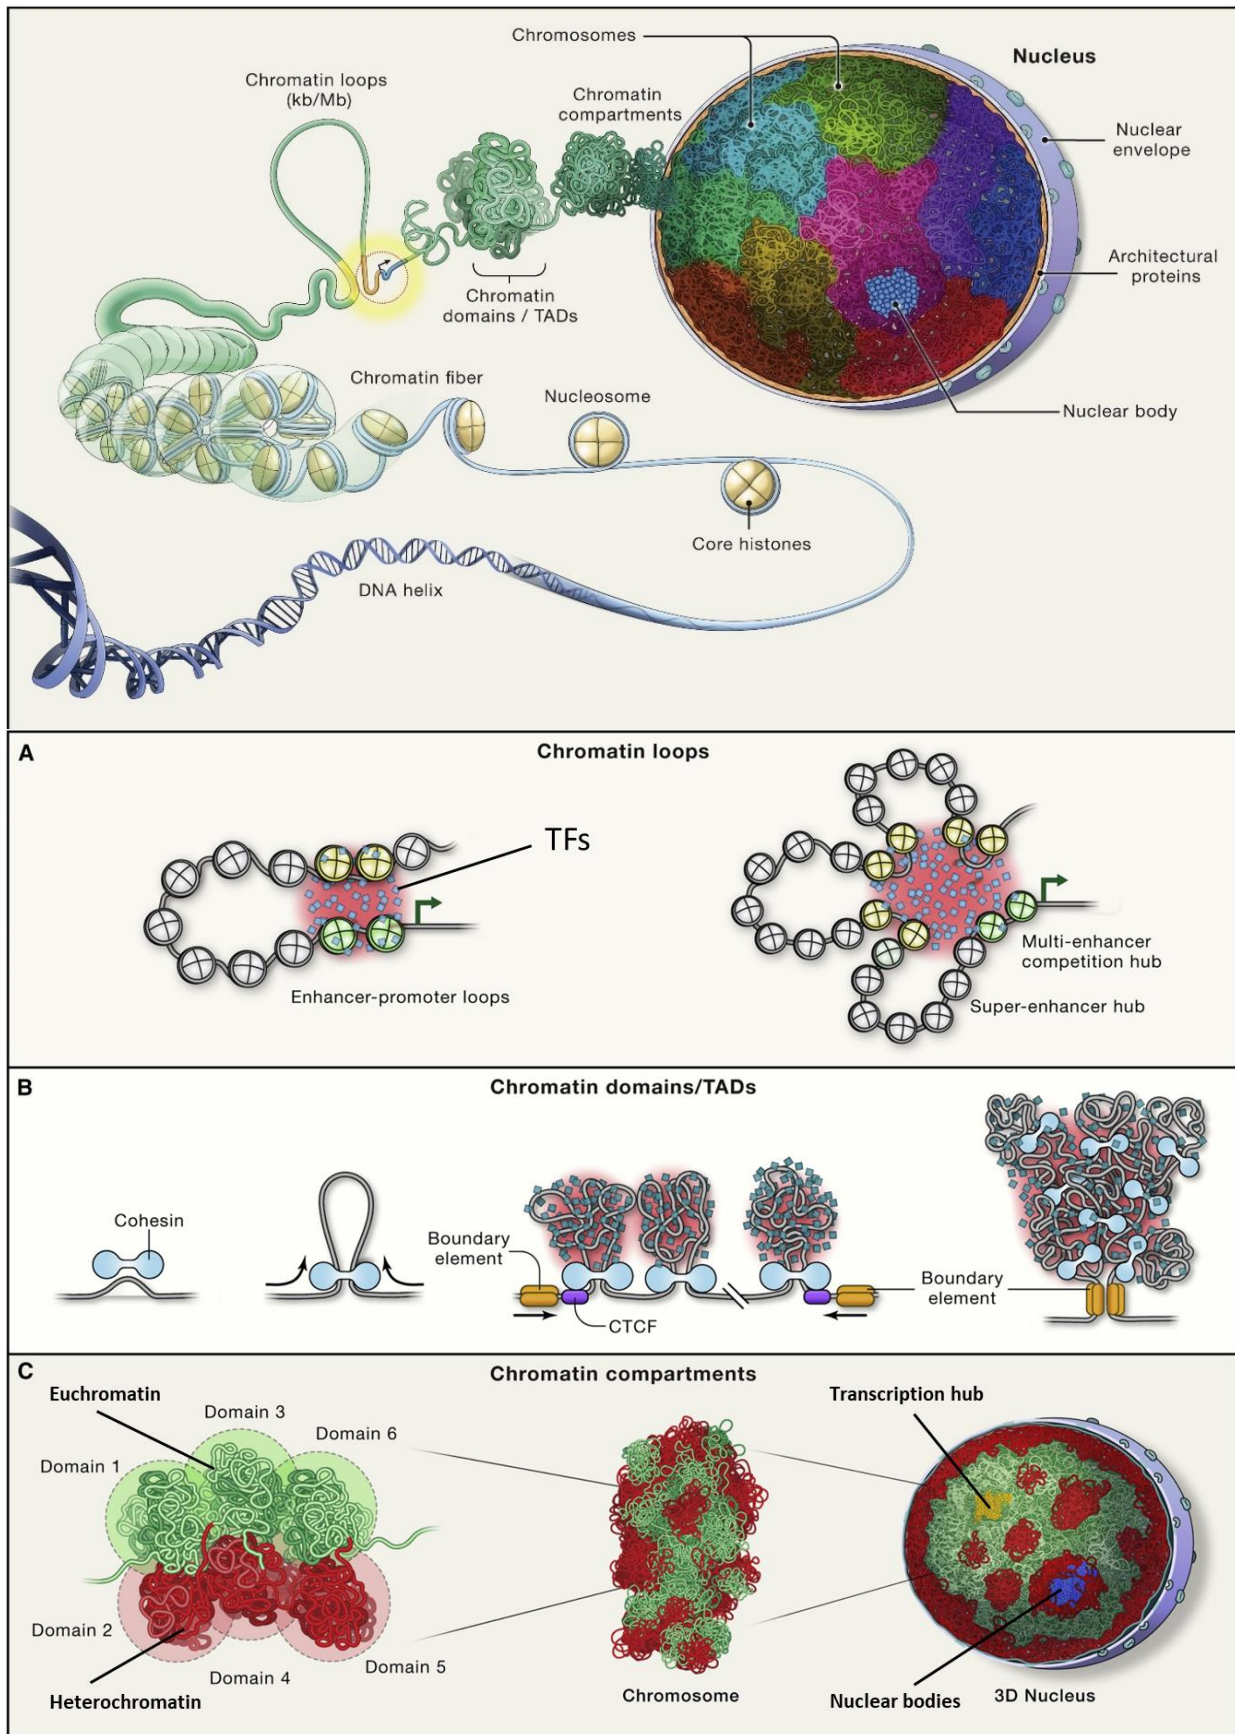 Chromosomes
Nucleus
Chromatin loops
(kb/Mb)
Chromatin
compartments
Nuclear
envelope
Architectural
proteins
Chromatin
domains / TADs
Chromatin fiber
Nucleosome
Nuclear body
Core histones
DNA helix
A
Chromatin loops
TFs
Enhancer-promoter loops
Multi-enhancer
competition hub
Super-enhancer hub
B
Chromatin domains/TADs
Cohesin
Boundary
element
CTCF
Boundary
element
C
Chromatin compartments
Euchromatin
Domain 3
Domain 6
Domain 1
Domain 2
Domain 4
Domain 5
Heterochromatin
Chromosome
Transcription hub
Nuclear bodies
3D Nucleus